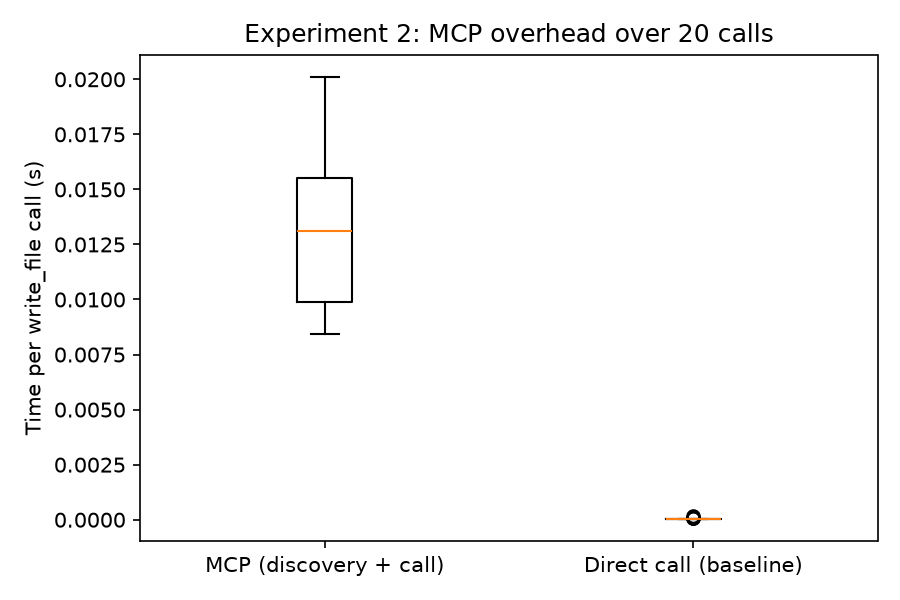 Experiment 2: MCP overhead over 20 calls
Time per write_file call (s)
0.0200
0.0175
0.0150
0.0125
0.0100
0.0075
0.0050
0.0025
0.0000
MCP (discovery + call)
Direct call (baseline)